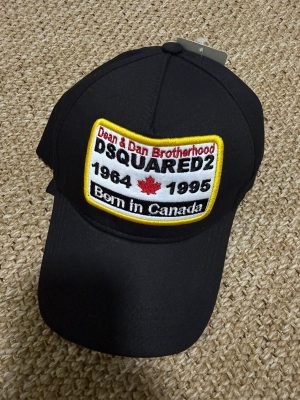 Dean & Dan Brotherhood
DSQUARED2
1964 1995
Born in Canada